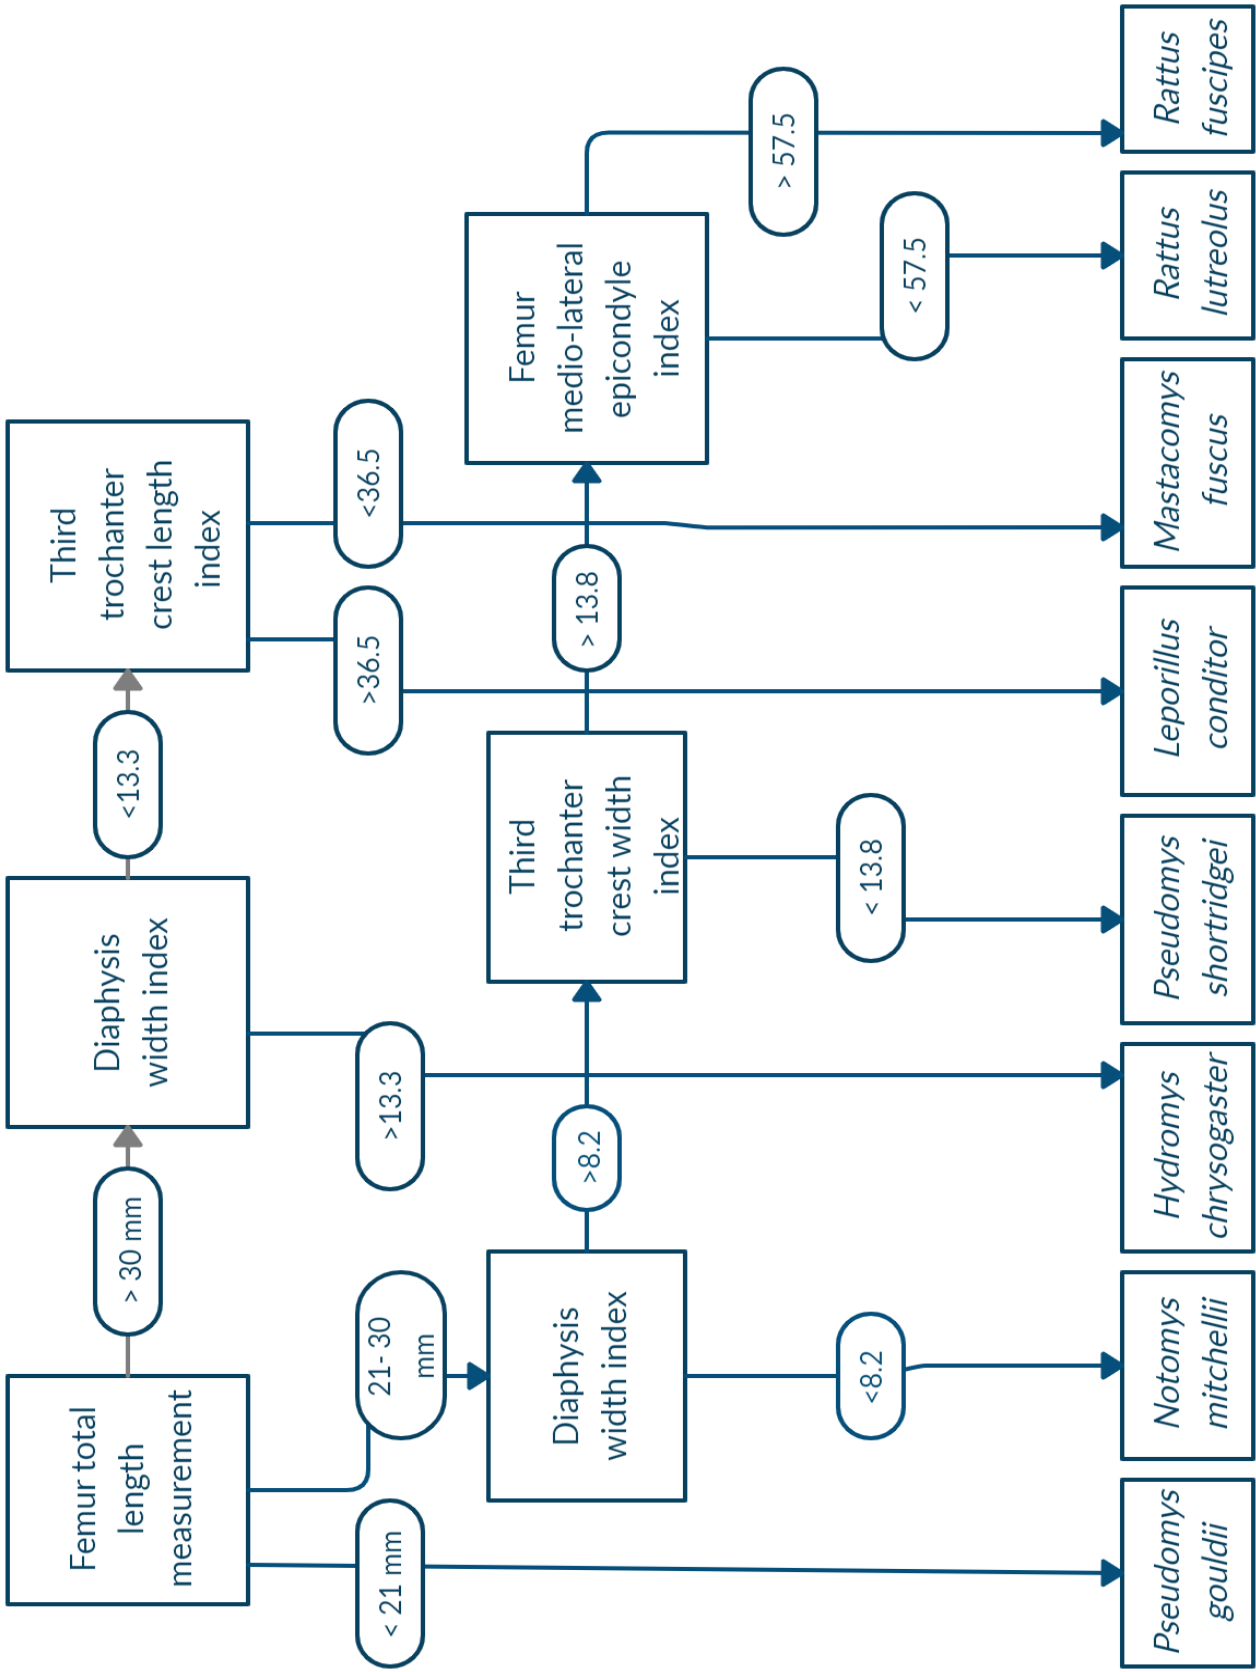 Femur total
length
measurement
> 30 mm
Diaphysis
width index
<13.3
Third
trochanter
crest length
index
< 21 mm
21- 30
mm
>13.3
>36.5
<36.5
Diaphysis
width index
>8.2
Third
trochanter
crest width
index
> 13.8
Femur
medio-lateral
epicondyle
index
> 57.5
<8.2
< 13.8
< 57.5
Pseudomys
gouldii
Notomys
mitchellii
Hydromys
chrysogaster
Pseudomys
shortridgei
Leporillus
conditor
Mastacomys
fuscus
Rattus
lutreolus
Rattus
fuscipes